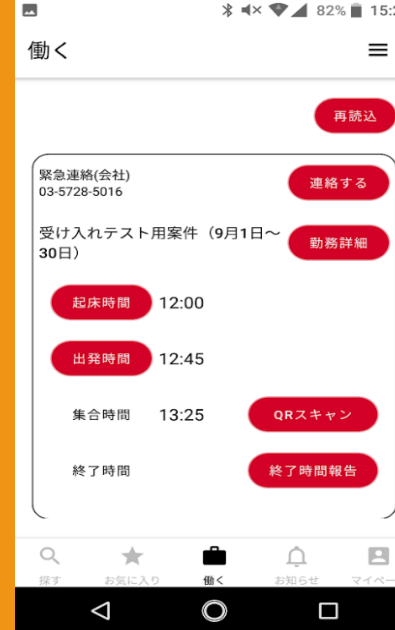 82% 15:2
働く
再読込
緊急連絡(会社)
03-5728-5016
連絡する
受け入れテスト用案件（9月1日～
30日）
勤務詳細
起床時間 12:00
出発時間 12:45
集合時間 13:25 QRスキャン
終了時間 終了時間報告
探す お気に入り 働く お知らせ マイペー